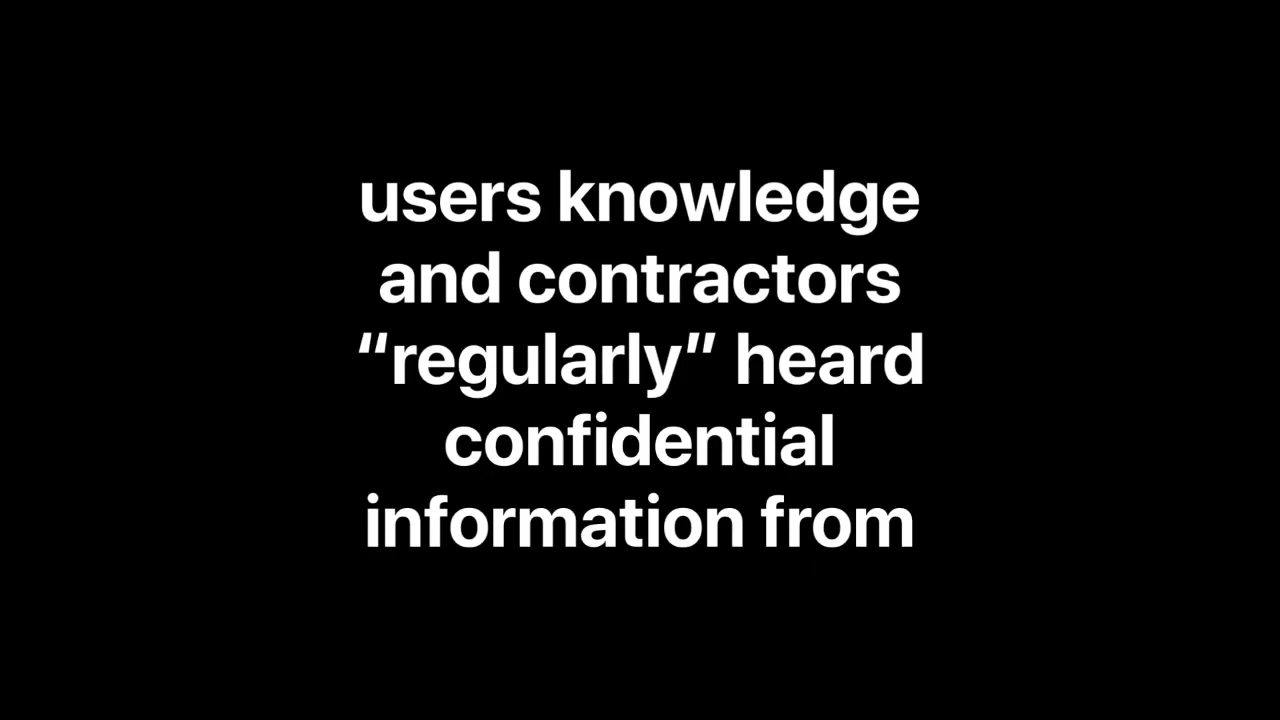 users knowledge
and contractors
“regularly” heard
confidential
information from